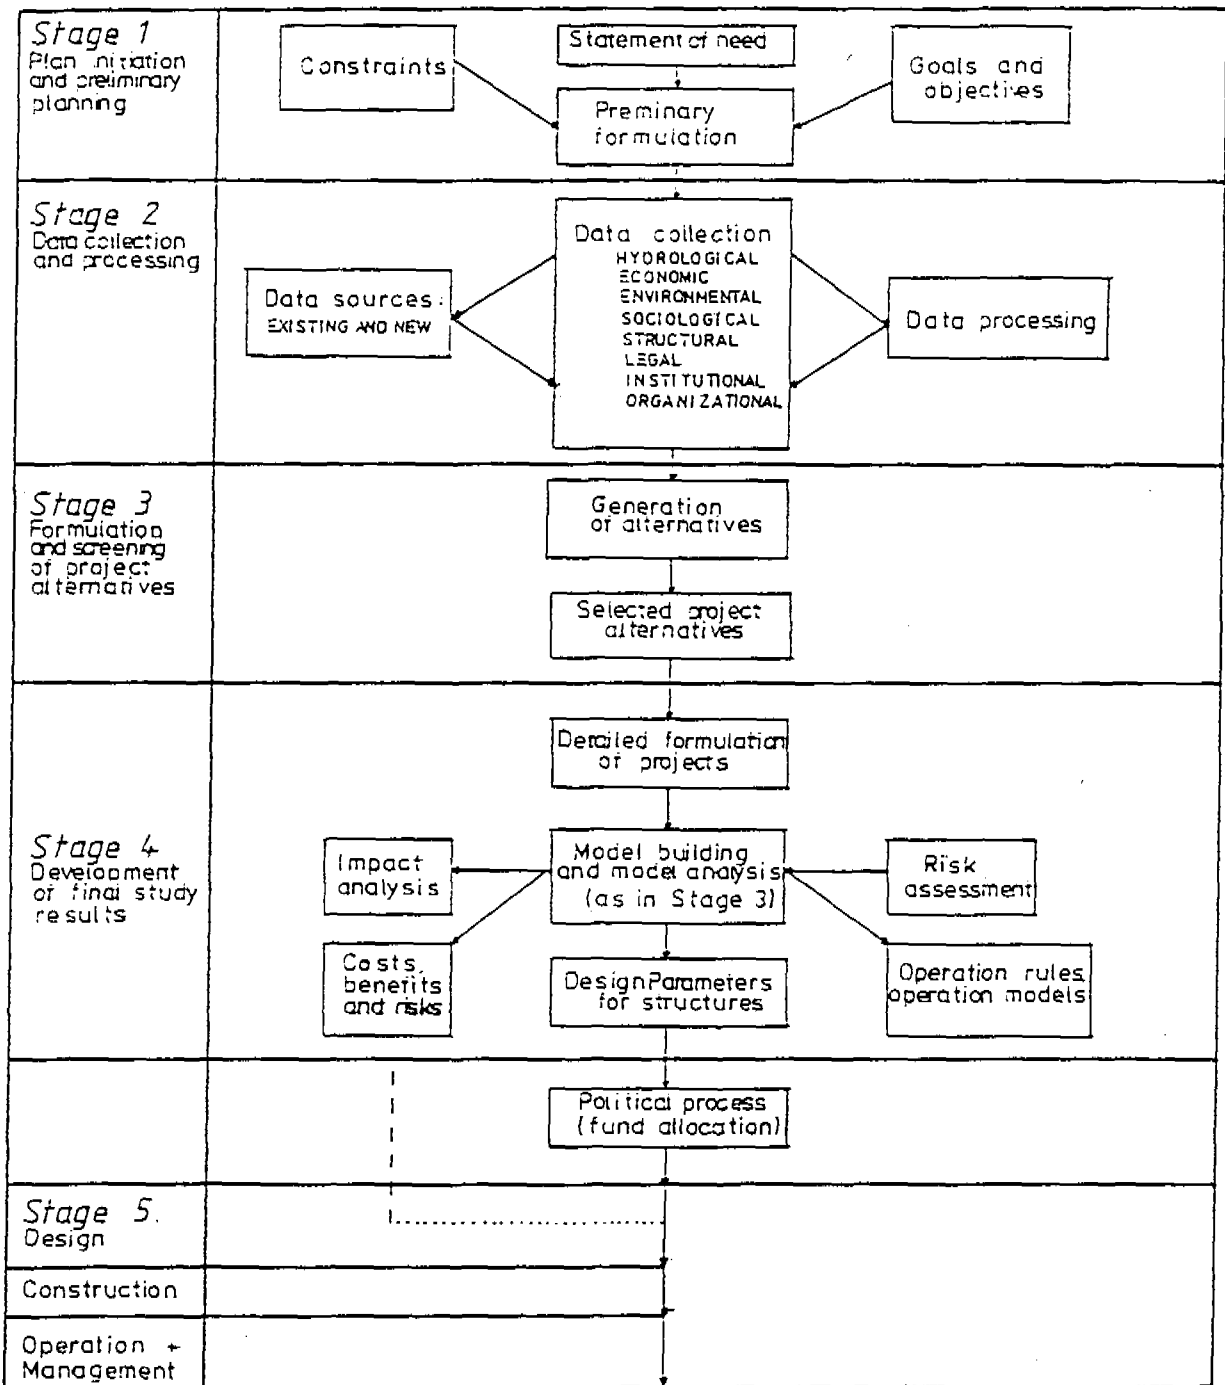 Stage 1
Plan initiation
and preliminary
planning
Constraints
Statement of need
Goals and
objectives
Preminary
formulation
Stage 2
Data collection
and processing
Data collection
HYDROLOGICAL
ECONOMIC
ENVIRONMENTAL
SOCIOLOGICAL
STRUCTURAL
LEGAL
INSTITUTIONAL
ORGANIZATIONAL
Data sources:
EXISTING AND NEW
Data processing
Stage 3
Formulation
and screening
of project
alternatives
Generation
of alternatives
Selected project
alternatives
Detailed formulation
of projects
Stage 4
Development
of final study
results
Impact
analysis
Model building
and model analysis
(as in Stage 3)
Risk
assessment
Costs,
benefits
and risks
Design Parameters
for structures
Operation rules,
operation models
Political process
(fund allocation)
Stage 5.
Design
Construction
Operation +
Management